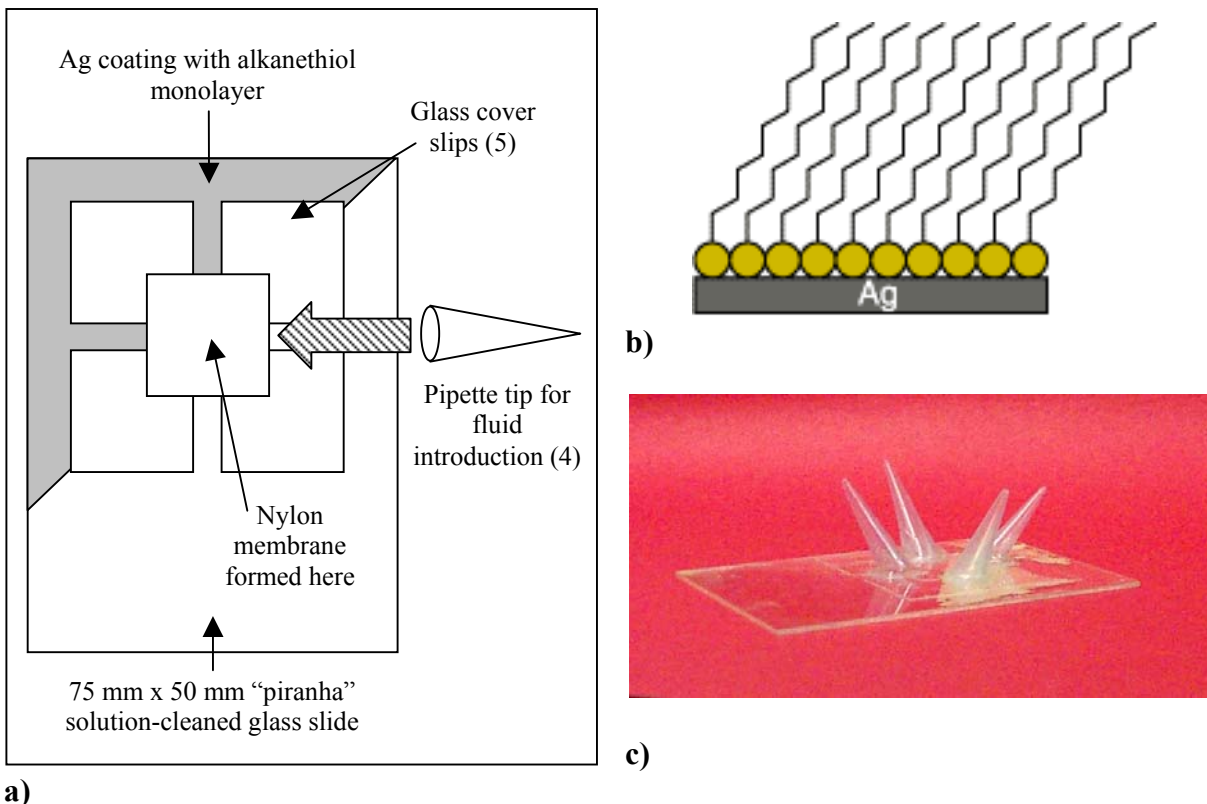 Ag coating with alkanethiol
monolayer
Glass cover
slips (5)
Pipette tip for
fluid
introduction (4)
Nylon
membrane
formed here
75 mm x 50 mm “piranha”
solution-cleaned glass slide
a)
Ag
b)
c)